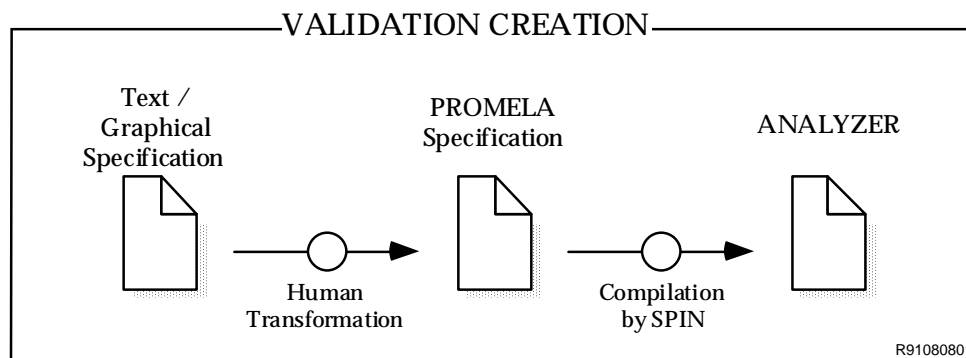 VALIDATION CREATION
Text /
Graphical
Specification
PROMELA
Specification
ANALYZER
Human
Transformation
Compilation
by SPIN
R9108080